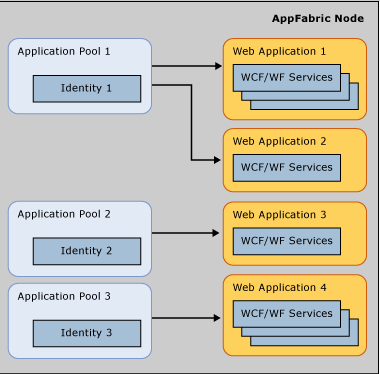 AppFabric Node
Application Pool 1
Identity 1
Web Application 1
WCF/WF Services
Web Application 2
WCF/WF Services
Application Pool 2
Identity 2
Web Application 3
WCF/WF Services
Application Pool 3
Identity 3
Web Application 4
WCF/WF Services